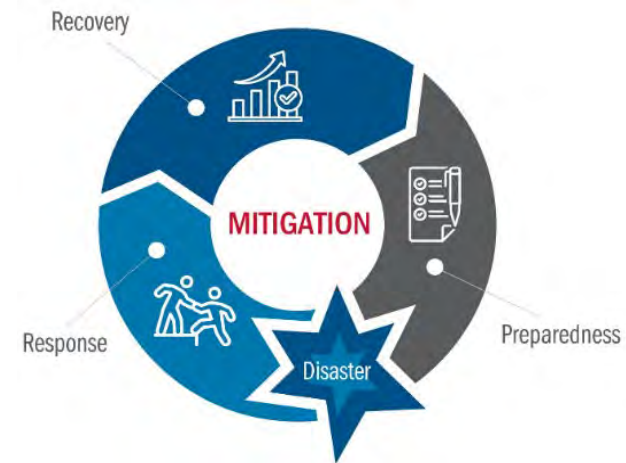 Recovery
MITIGATION
Response
Preparedness
Disaster